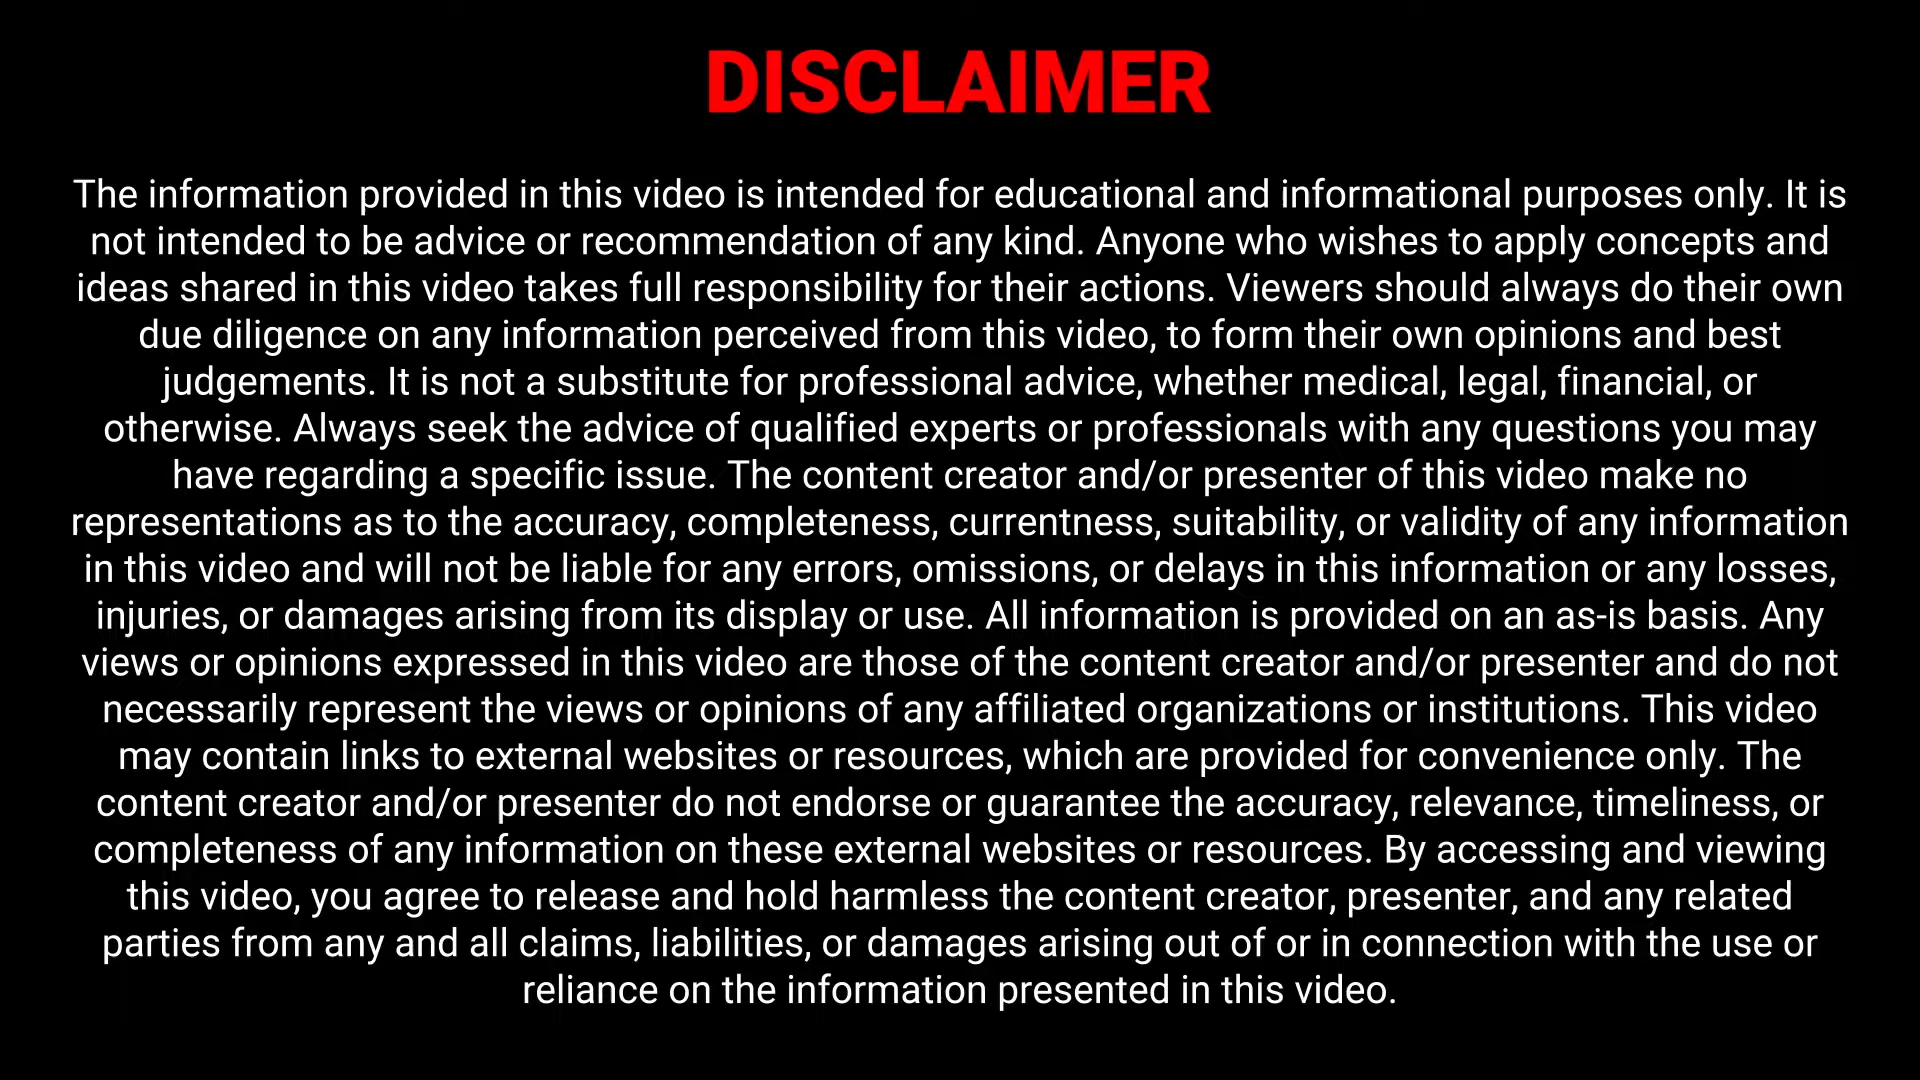 DISCLAIMER
The information provided in this video is intended for educational and informational purposes only. It is
not intended to be advice or recommendation of any kind. Anyone who wishes to apply concepts and
ideas shared in this video takes full responsibility for their actions. Viewers should always do their own
due diligence on any information perceived from this video, to form their own opinions and best
judgements. It is not a substitute for professional advice, whether medical, legal, financial, or
otherwise. Always seek the advice of qualified experts or professionals with any questions you may
have regarding a specific issue. The content creator and/or presenter of this video make no
representations as to the accuracy, completeness, currentness, suitability, or validity of any information
in this video and will not be liable for any errors, omissions, or delays in this information or any losses,
injuries, or damages arising from its display or use. All information is provided on an as-is basis. Any
views or opinions expressed in this video are those of the content creator and/or presenter and do not
necessarily represent the views or opinions of any affiliated organizations or institutions. This video
may contain links to external websites or resources, which are provided for convenience only. The
content creator and/or presenter do not endorse or guarantee the accuracy, relevance, timeliness, or
completeness of any information on these external websites or resources. By accessing and viewing
this video, you agree to release and hold harmless the content creator, presenter, and any related
parties from any and all claims, liabilities, or damages arising out of or in connection with the use or
reliance on the information presented in this video.